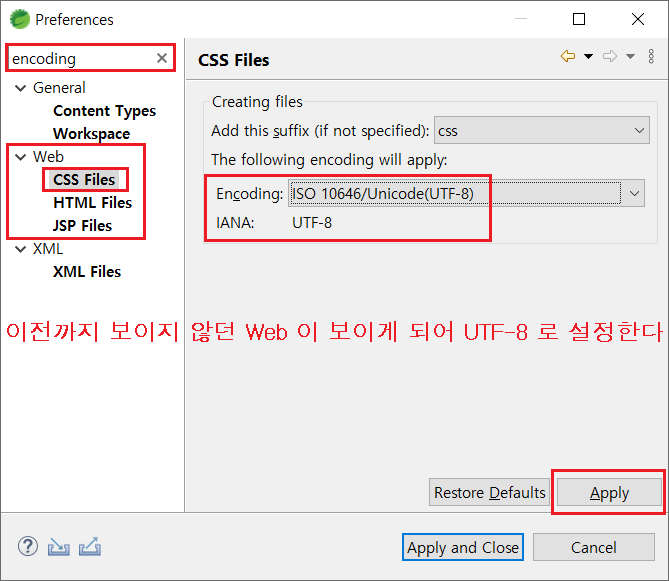 Preferences
encoding
General
Content Types
Workspace
Web
CSS Files
HTML Files
JSP Files
XML
XML Files
CSS Files
Creating files
Add this suffix (if not specified): css
The following encoding will apply:
Encoding: ISO 10646/Unicode(UTF-8)
IANA: UTF-8
이전까지 보이지 않던 Web 이 보이게 되어 UTF-8 로 설정한다
Restore Defaults
Apply
Apply and Close
Cancel